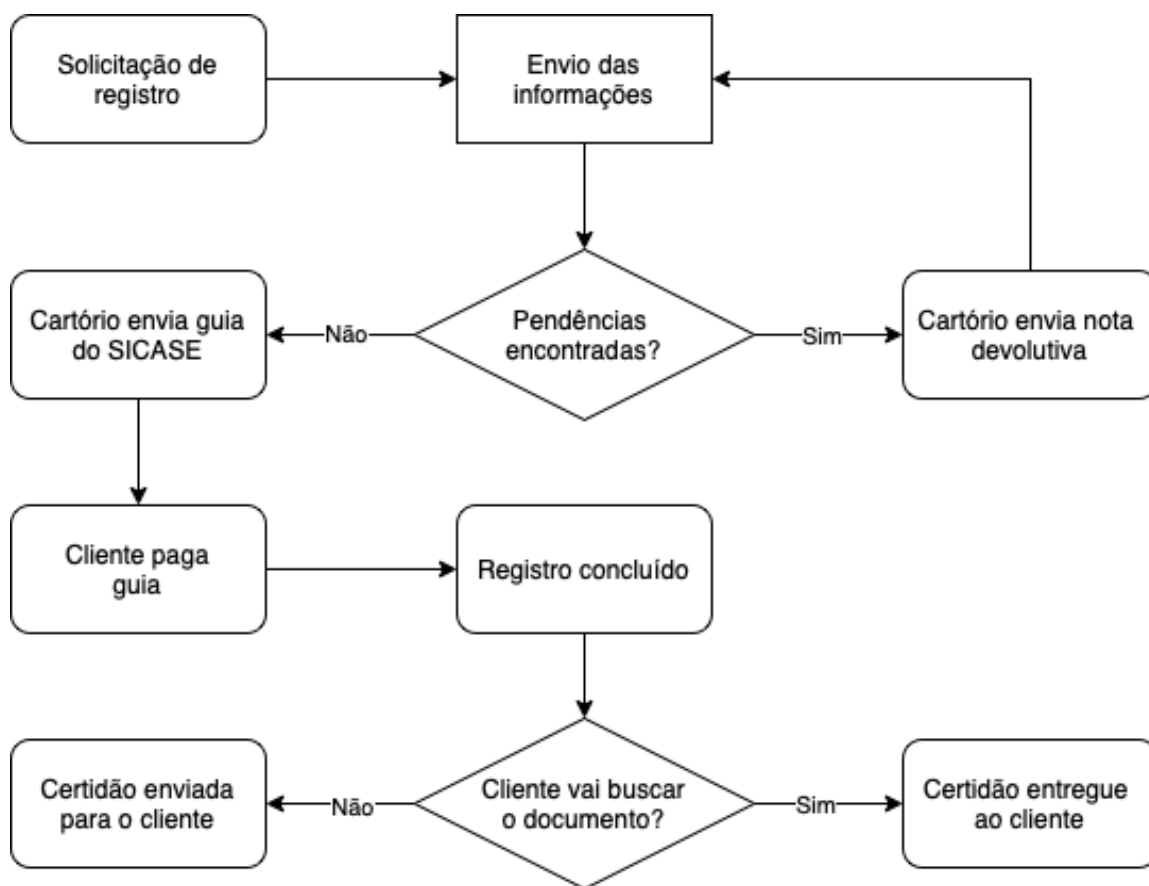 Solicitação de
registro
Envio das
informações
Cartório envia guia
do SICASE
Não
Pendências
encontradas?
Sim
Cartório envia nota
devolutiva
Cliente paga
guia
Registro concluído
Certidão enviada
para o cliente
Não
Cliente vai buscar
o documento?
Sim
Certidão entregue
ao cliente